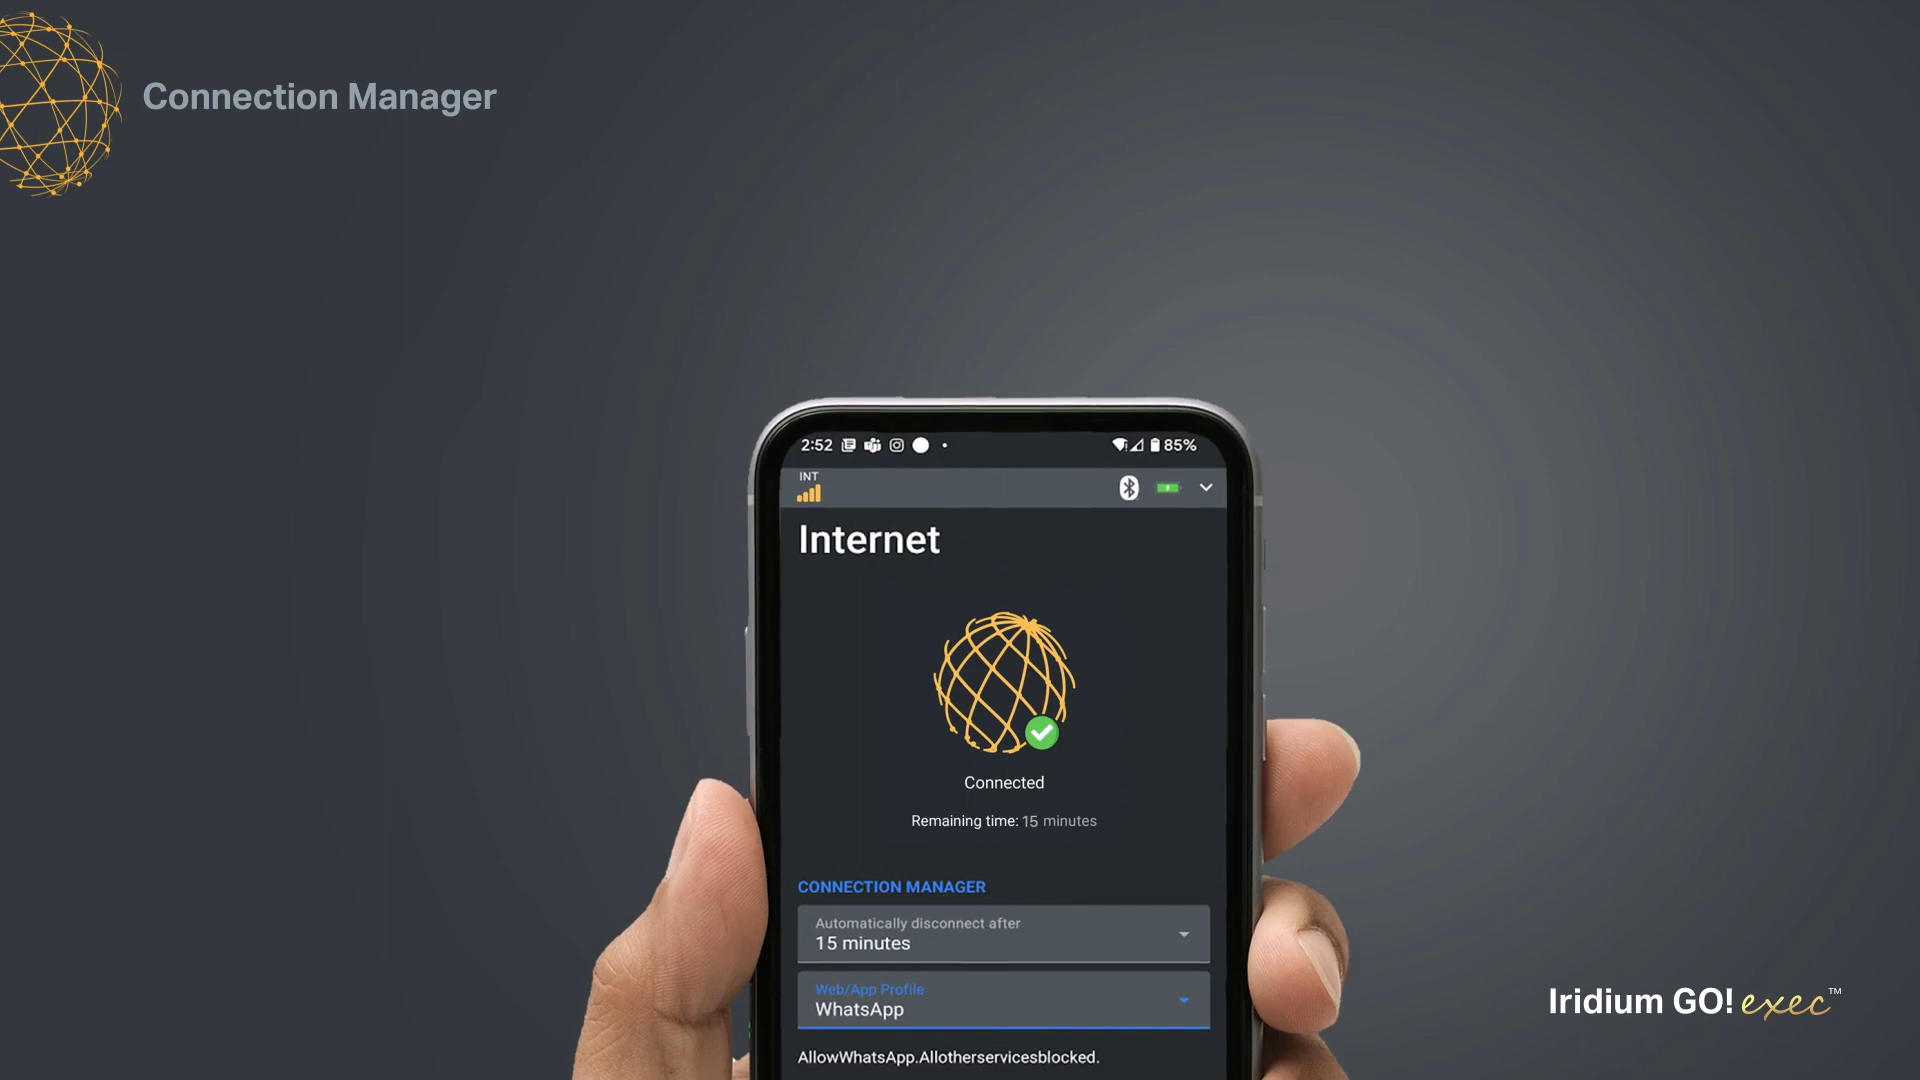 Connection Manager
2:52
85%
INT
Internet
Connected
Remaining time: 15 minutes
CONNECTION MANAGER
Automatically disconnect after
15 minutes
Web/App Profile
WhatsApp
AllowWhatsApp.Allotherservicesblocked.
Iridium GO! exec™